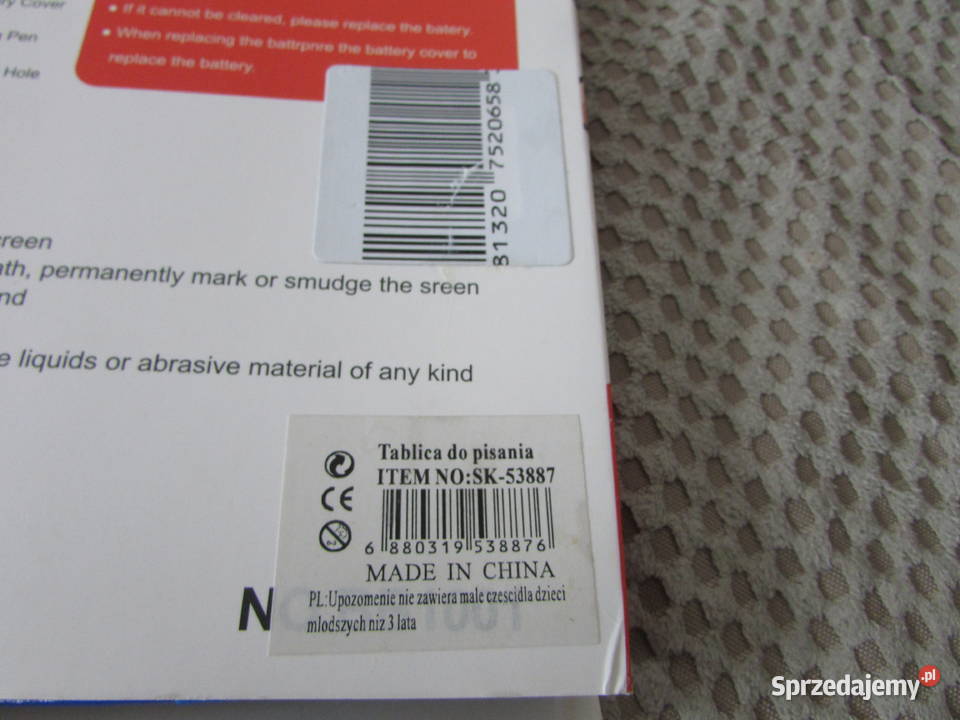 ry Cover
Pen
Hole
• If it cannot be cleared, please replace the batery.
• When replacing the battrpnre the battery cover to
replace the battery.
81320 7520658
reen
ath, permanently mark or smudge the sreen
nd
e liquids or abrasive material of any kind
Tablica do pisania
ITEM NO:SK-53887
CE
6 880319 538876
MADE IN CHINA
PL:Upozomenie nie zawiera male czescidla dzieci
mlodszych niz 3 lata
Sprzedajemy.pl